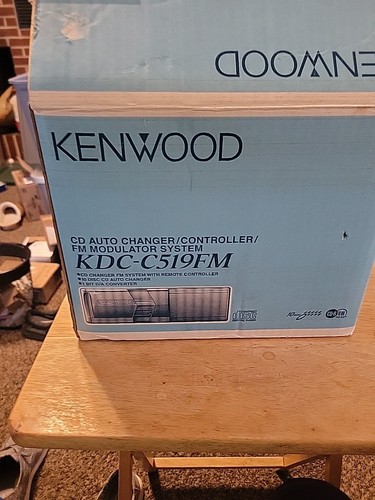 KENWOOD
KENWOOD
CD AUTO CHANGER/CONTROLLER/
FM MODULATOR SYSTEM
KDC-C519FM
•CD CHANGER FM SYSTEM WITH REMOTE CONTROLLER
•10 DISC CD AUTO CHANGER
•1 BIT D/A CONVERTER